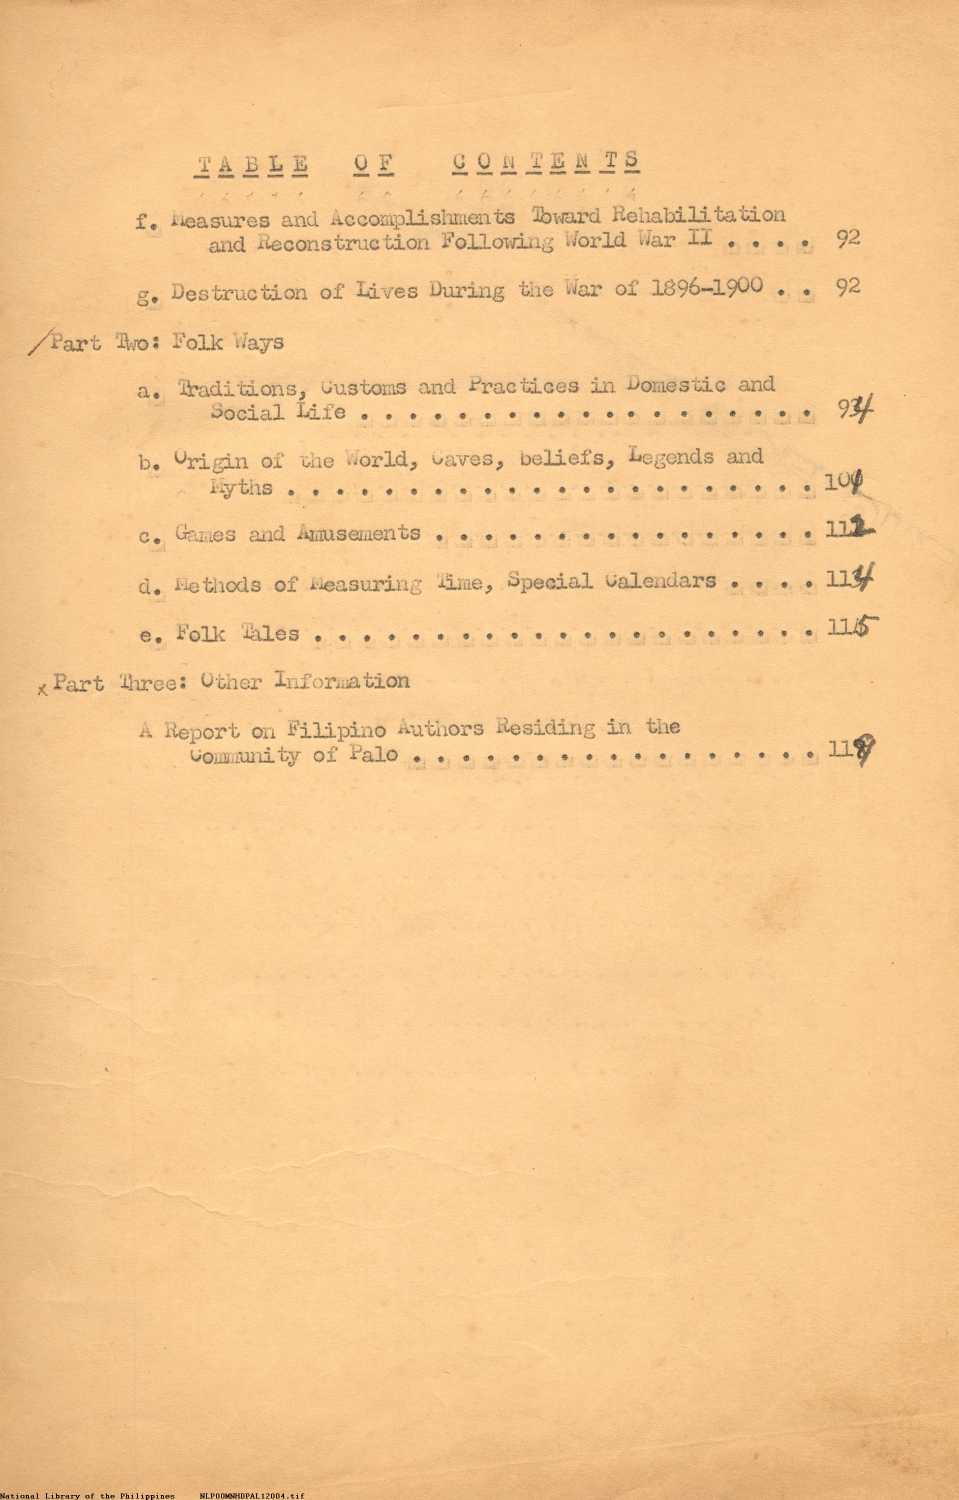 TABLE OF CONTENTS
f. Measures and Accomplishments Toward Rehabilitation
and Reconstruction Following World War II . . . . 92
g. Destruction of Lives During the War of 1896-1900 . . 92
/Part Two: Folk Ways
a. Traditions, Customs and Practices in Domestic and
Social Life . . . . . . . . . . . . . . . . . . . 94
b. Origin of the World, Caves, beliefs, Legends and
Myths . . . . . . . . . . . . . . . . . . . . . . 101
c. Games and Amusements . . . . . . . . . . . . . . . . 112
d. Methods of Measuring Time, Special Calendars . . . . 114
e. Folk Tales . . . . . . . . . . . . . . . . . . . . . 115
x Part Three: Other Information
A Report on Filipino Authors Residing in the
Community of Palo . . . . . . . . . . . . . . . . . 119
National Library of the Philippines NLP00MNHDPAL12004.tif